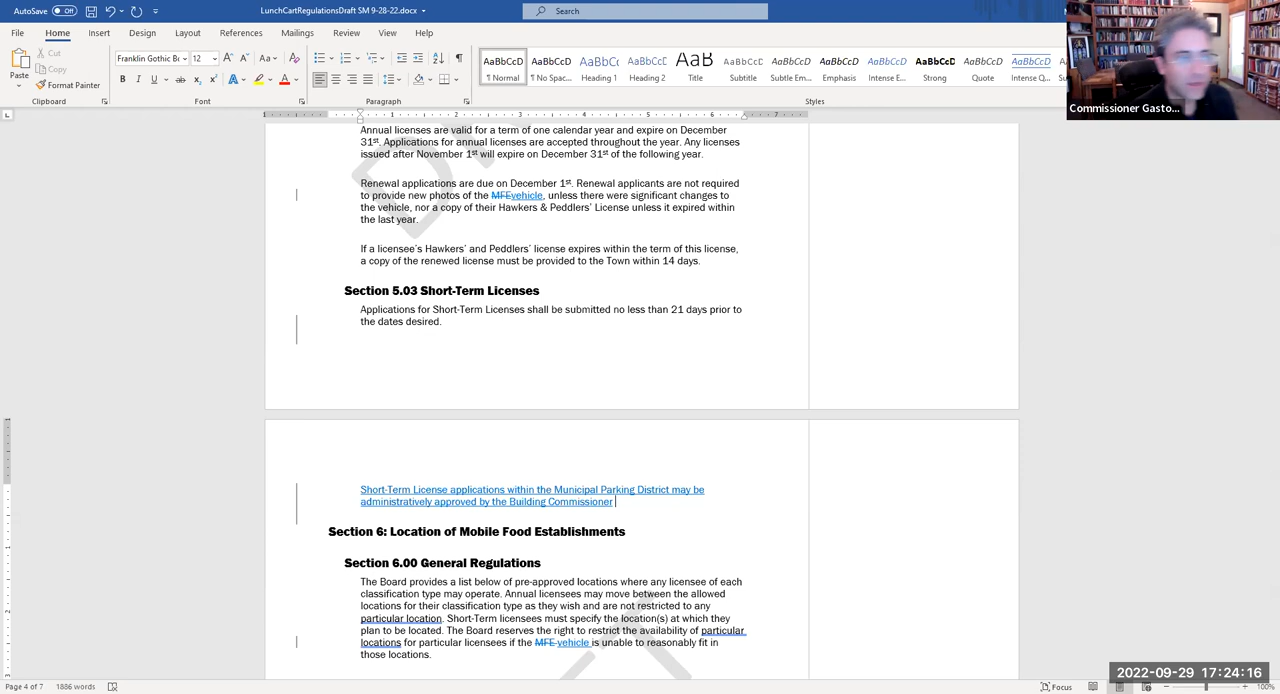 AutoSave Off LunchCartRegulationsDraft SM 9-28-22.docx Search
File Home Insert Draw Design Layout References Mailings Review View Help
Paste
Cut
Copy
Format Painter
Franklin Gothic B 12
AaBbCcD AaBbCcD AaBbCc AaBbCcD AaB AaBbCcD AaBbCcD AaBbCcD AaBbCcD AaBbCcD AaBbCcD AaBbCcD
¶ Normal ¶ No Spac... Heading 1 Heading 2 Title Subtitle Subtle Em... Emphasis Intense E... Strong Quote Intense Q...
Clipboard Font Paragraph Styles
Commissioner Gasto...
Annual licenses are valid for a term of one calendar year and expire on December
31st. Applications for annual licenses are accepted throughout the year. Any licenses
issued after November 1st will expire on December 31st of the following year.
Renewal applications are due on December 1st. Renewal applicants are not required
to provide new photos of the MFEvehicle, unless there were significant changes to
the vehicle, nor a copy of their Hawkers & Peddlers' License unless it expired within
the last year.
If a licensee's Hawkers' and Peddlers' license expires within the term of this license,
a copy of the renewed license must be provided to the Town within 14 days.
Section 5.03 Short-Term Licenses
Applications for Short-Term Licenses shall be submitted no less than 21 days prior to
the dates desired.
Short-Term License applications within the Municipal Parking District may be
administratively approved by the Building Commissioner
Section 6: Location of Mobile Food Establishments
Section 6.00 General Regulations
The Board provides a list below of pre-approved locations where any licensee of each
classification type may operate. Annual licensees may move between the allowed
locations for their classification type as they wish and are not restricted to any
particular location. Short-Term licensees must specify the location(s) at which they
plan to be located. The Board reserves the right to restrict the availability of particular
locations for particular licensees if the MFE vehicle is unable to reasonably fit in
those locations.
Page 4 of 7 1886 words Focus 100%
2022-09-29 17:24:16